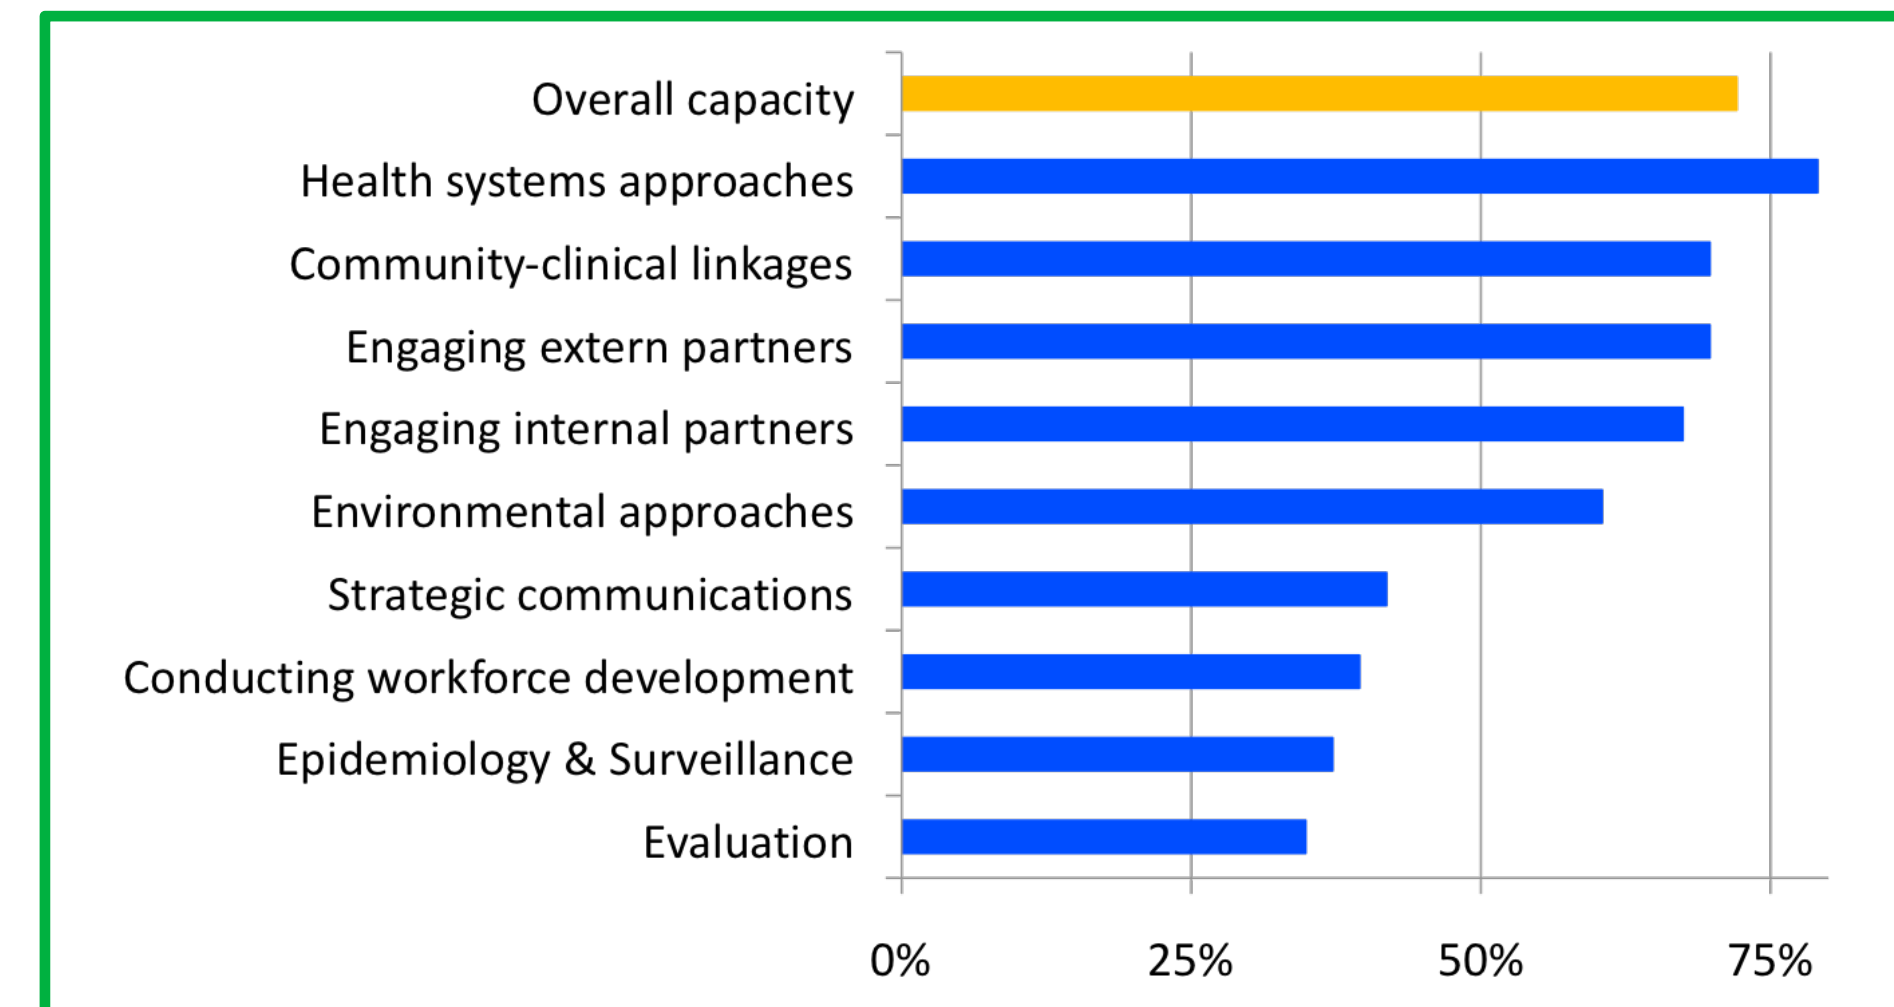 Overall capacity
Health systems approaches
Community-clinical linkages
Engaging extern partners
Engaging internal partners
Environmental approaches
Strategic communications
Conducting workforce development
Epidemiology & Surveillance
Evaluation
0% 25% 50% 75%